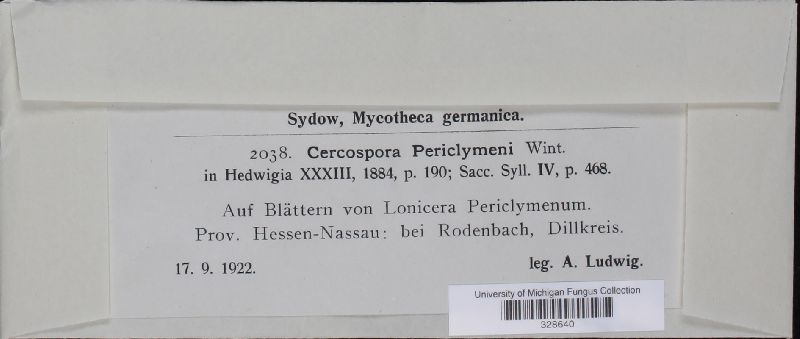 Sydow, Mycotheca germanica.
2038. Cercospora Periclymeni Wint.
in Hedwigia XXXIII, 1884, p. 190; Sacc. Syll. IV, p. 468.
Auf Blättern von Lonicera Periclymenum.
Prov. Hessen-Nassau: bei Rodenbach, Dillkreis.
17. 9. 1922. leg. A. Ludwig.
University of Michigan Fungus Collection
328640